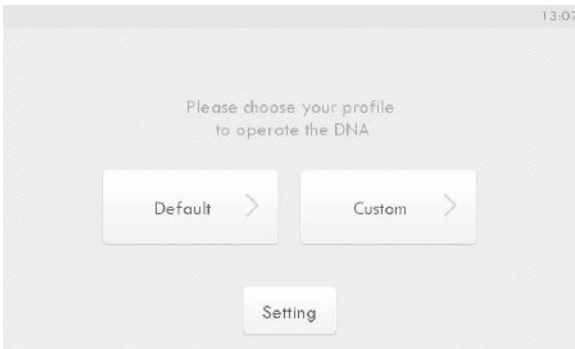 13:07
Please choose your profile
to operate the DNA
Default
Custom
Setting